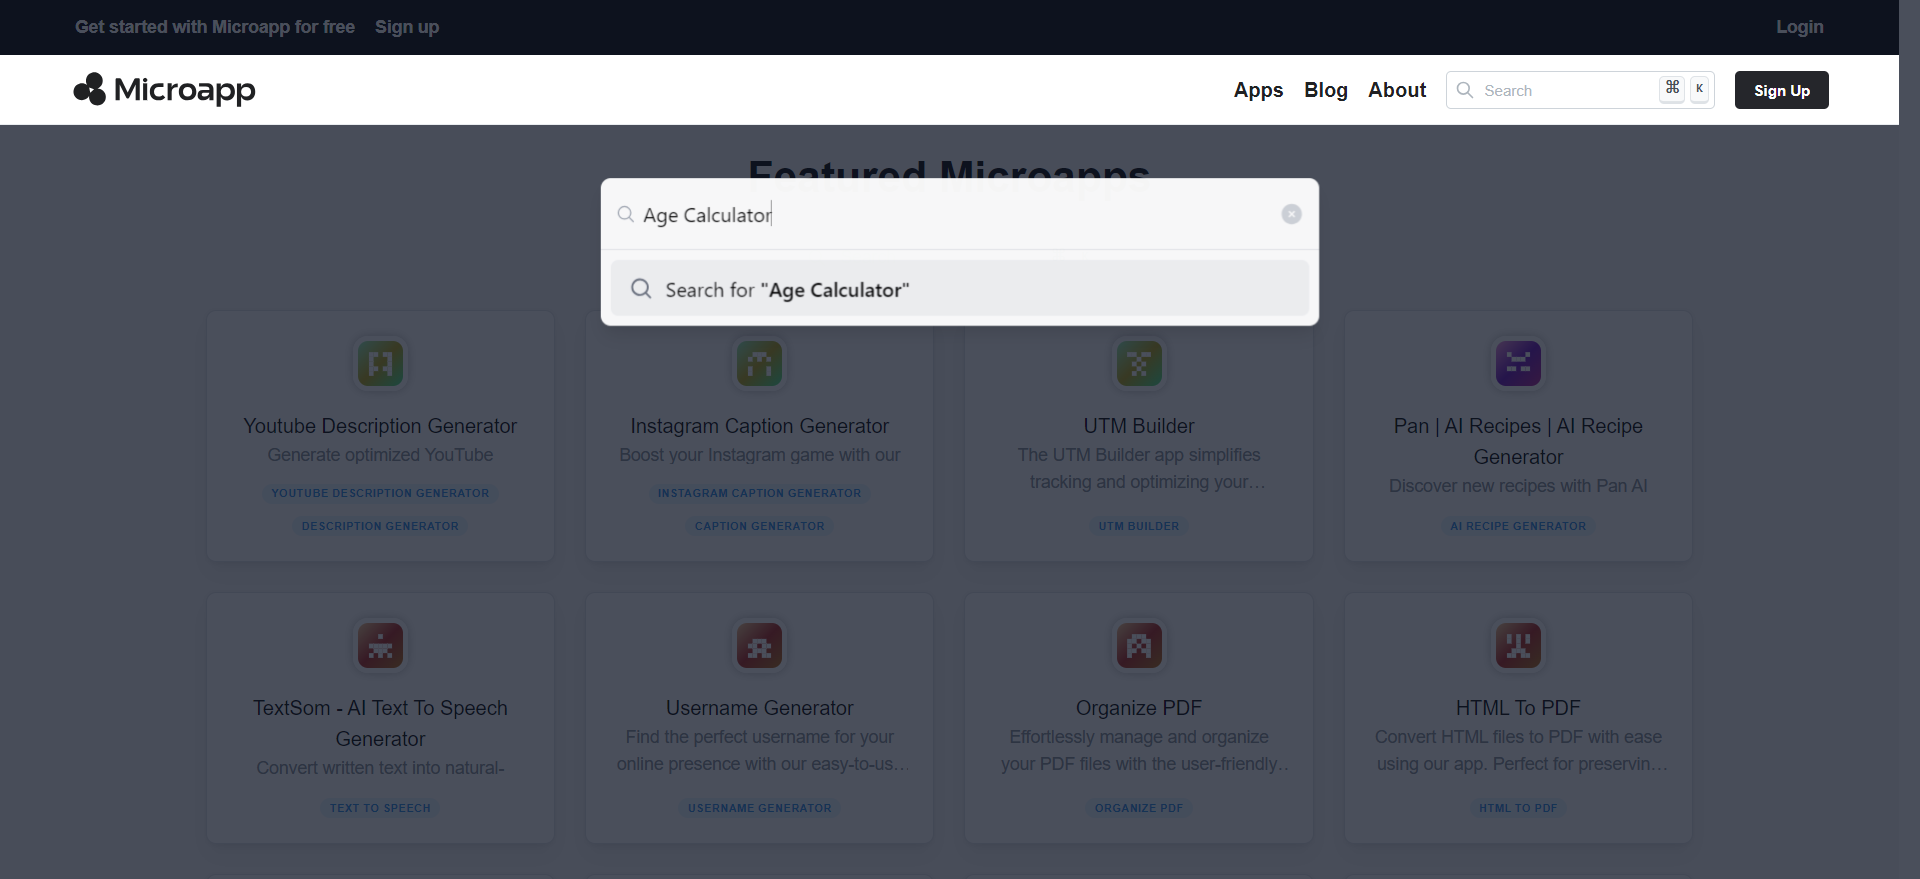 Get started with Microapp for free Sign up Login
Microapp Apps Blog About Search ⌘ K Sign Up
Featured Microapps
Age Calculator
Search for "Age Calculator"
Youtube Description Generator
Generate optimized YouTube
YOUTUBE DESCRIPTION GENERATOR
DESCRIPTION GENERATOR
Instagram Caption Generator
Boost your Instagram game with our
INSTAGRAM CAPTION GENERATOR
CAPTION GENERATOR
UTM Builder
The UTM Builder app simplifies
tracking and optimizing your…
UTM BUILDER
Pan | AI Recipes | AI Recipe
Generator
Discover new recipes with Pan AI
AI RECIPE GENERATOR
TextSom - AI Text To Speech
Generator
Convert written text into natural-
TEXT TO SPEECH
Username Generator
Find the perfect username for your
online presence with our easy-to-us…
USERNAME GENERATOR
Organize PDF
Effortlessly manage and organize
your PDF files with the user-friendly…
ORGANIZE PDF
HTML To PDF
Convert HTML files to PDF with ease
using our app. Perfect for preservin…
HTML TO PDF